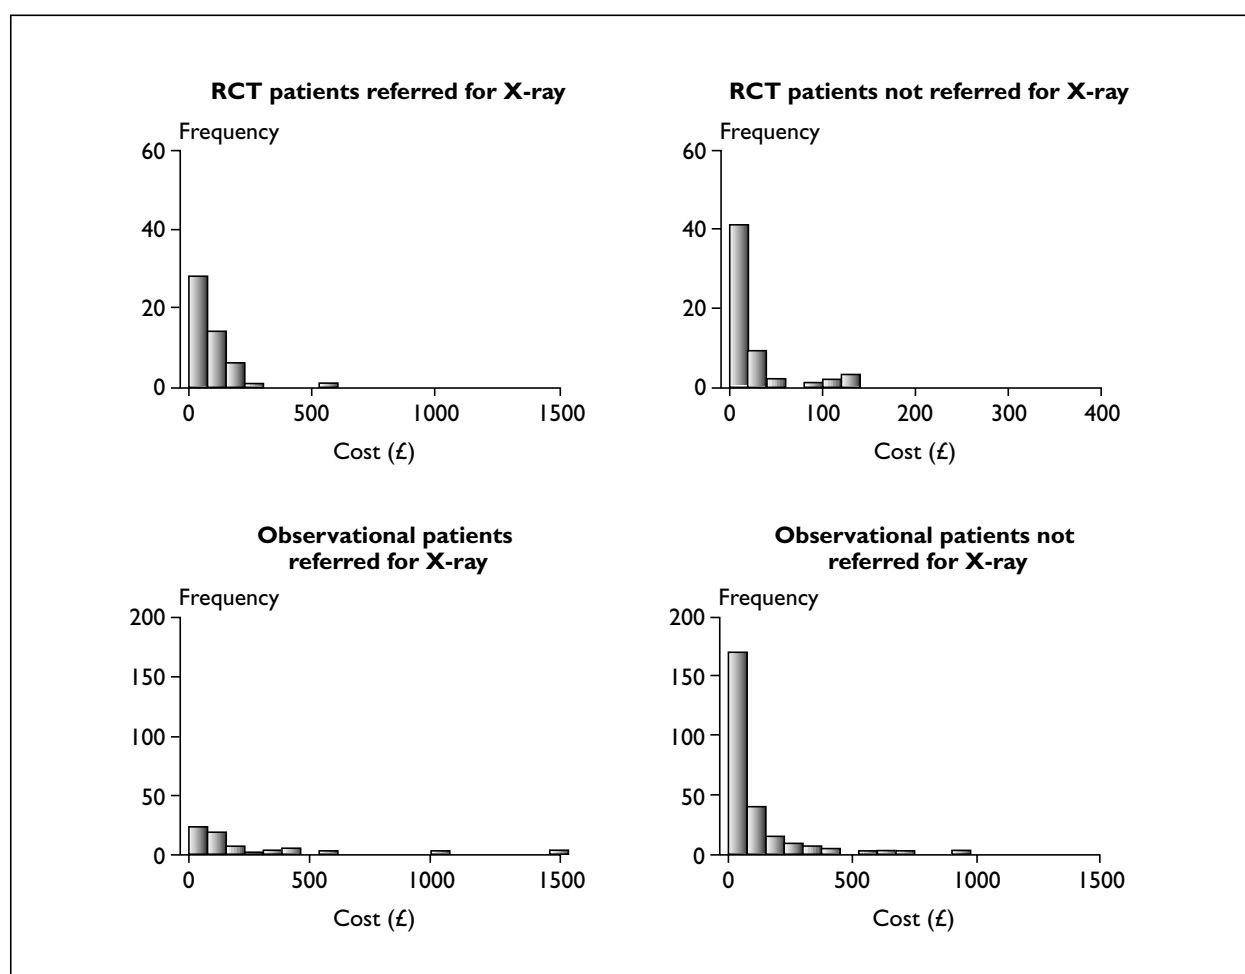 RCT patients referred for X-ray
Frequency
60
40
20
0
0 500 1000 1500
Cost (£)
RCT patients not referred for X-ray
Frequency
60
40
20
0
0 100 200 300 400
Cost (£)
Observational patients
referred for X-ray
Frequency
200
150
100
50
0
0 500 1000 1500
Cost (£)
Observational patients not
referred for X-ray
Frequency
200
150
100
50
0
0 500 1000 1500
Cost (£)